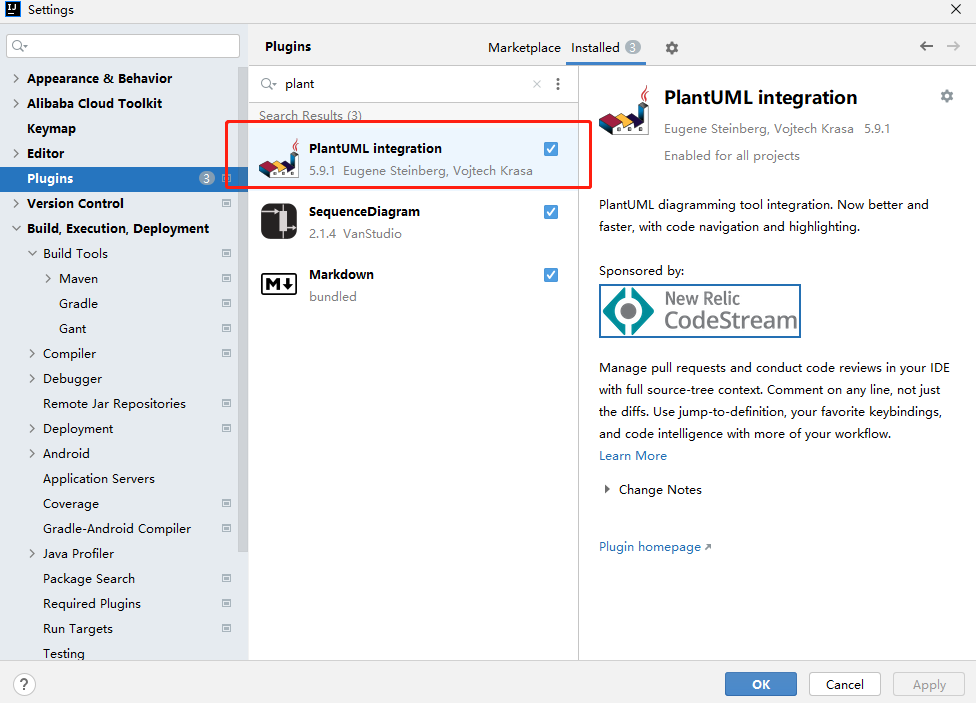 Settings
Plugins
Marketplace
Installed 3
Appearance & Behavior
Alibaba Cloud Toolkit
Keymap
Editor
Plugins 3
Version Control
Build, Execution, Deployment
Build Tools
Maven
Gradle
Gant
Compiler
Debugger
Remote Jar Repositories
Deployment
Android
Application Servers
Coverage
Gradle-Android Compiler
Java Profiler
Package Search
Required Plugins
Run Targets
Testing
plant
Search Results (3)
PlantUML integration
5.9.1 Eugene Steinberg, Vojtech Krasa
SequenceDiagram
2.1.4 VanStudio
Markdown
bundled
PlantUML integration
Eugene Steinberg, Vojtech Krasa 5.9.1
Enabled for all projects
PlantUML diagramming tool integration. Now better and
faster, with code navigation and highlighting.
Sponsored by:
New Relic
CodeStream
Manage pull requests and conduct code reviews in your IDE
with full source-tree context. Comment on any line, not just
the diffs. Use jump-to-definition, your favorite keybindings,
and code intelligence with more of your workflow.
Learn More
Change Notes
Plugin homepage
?
OK
Cancel
Apply